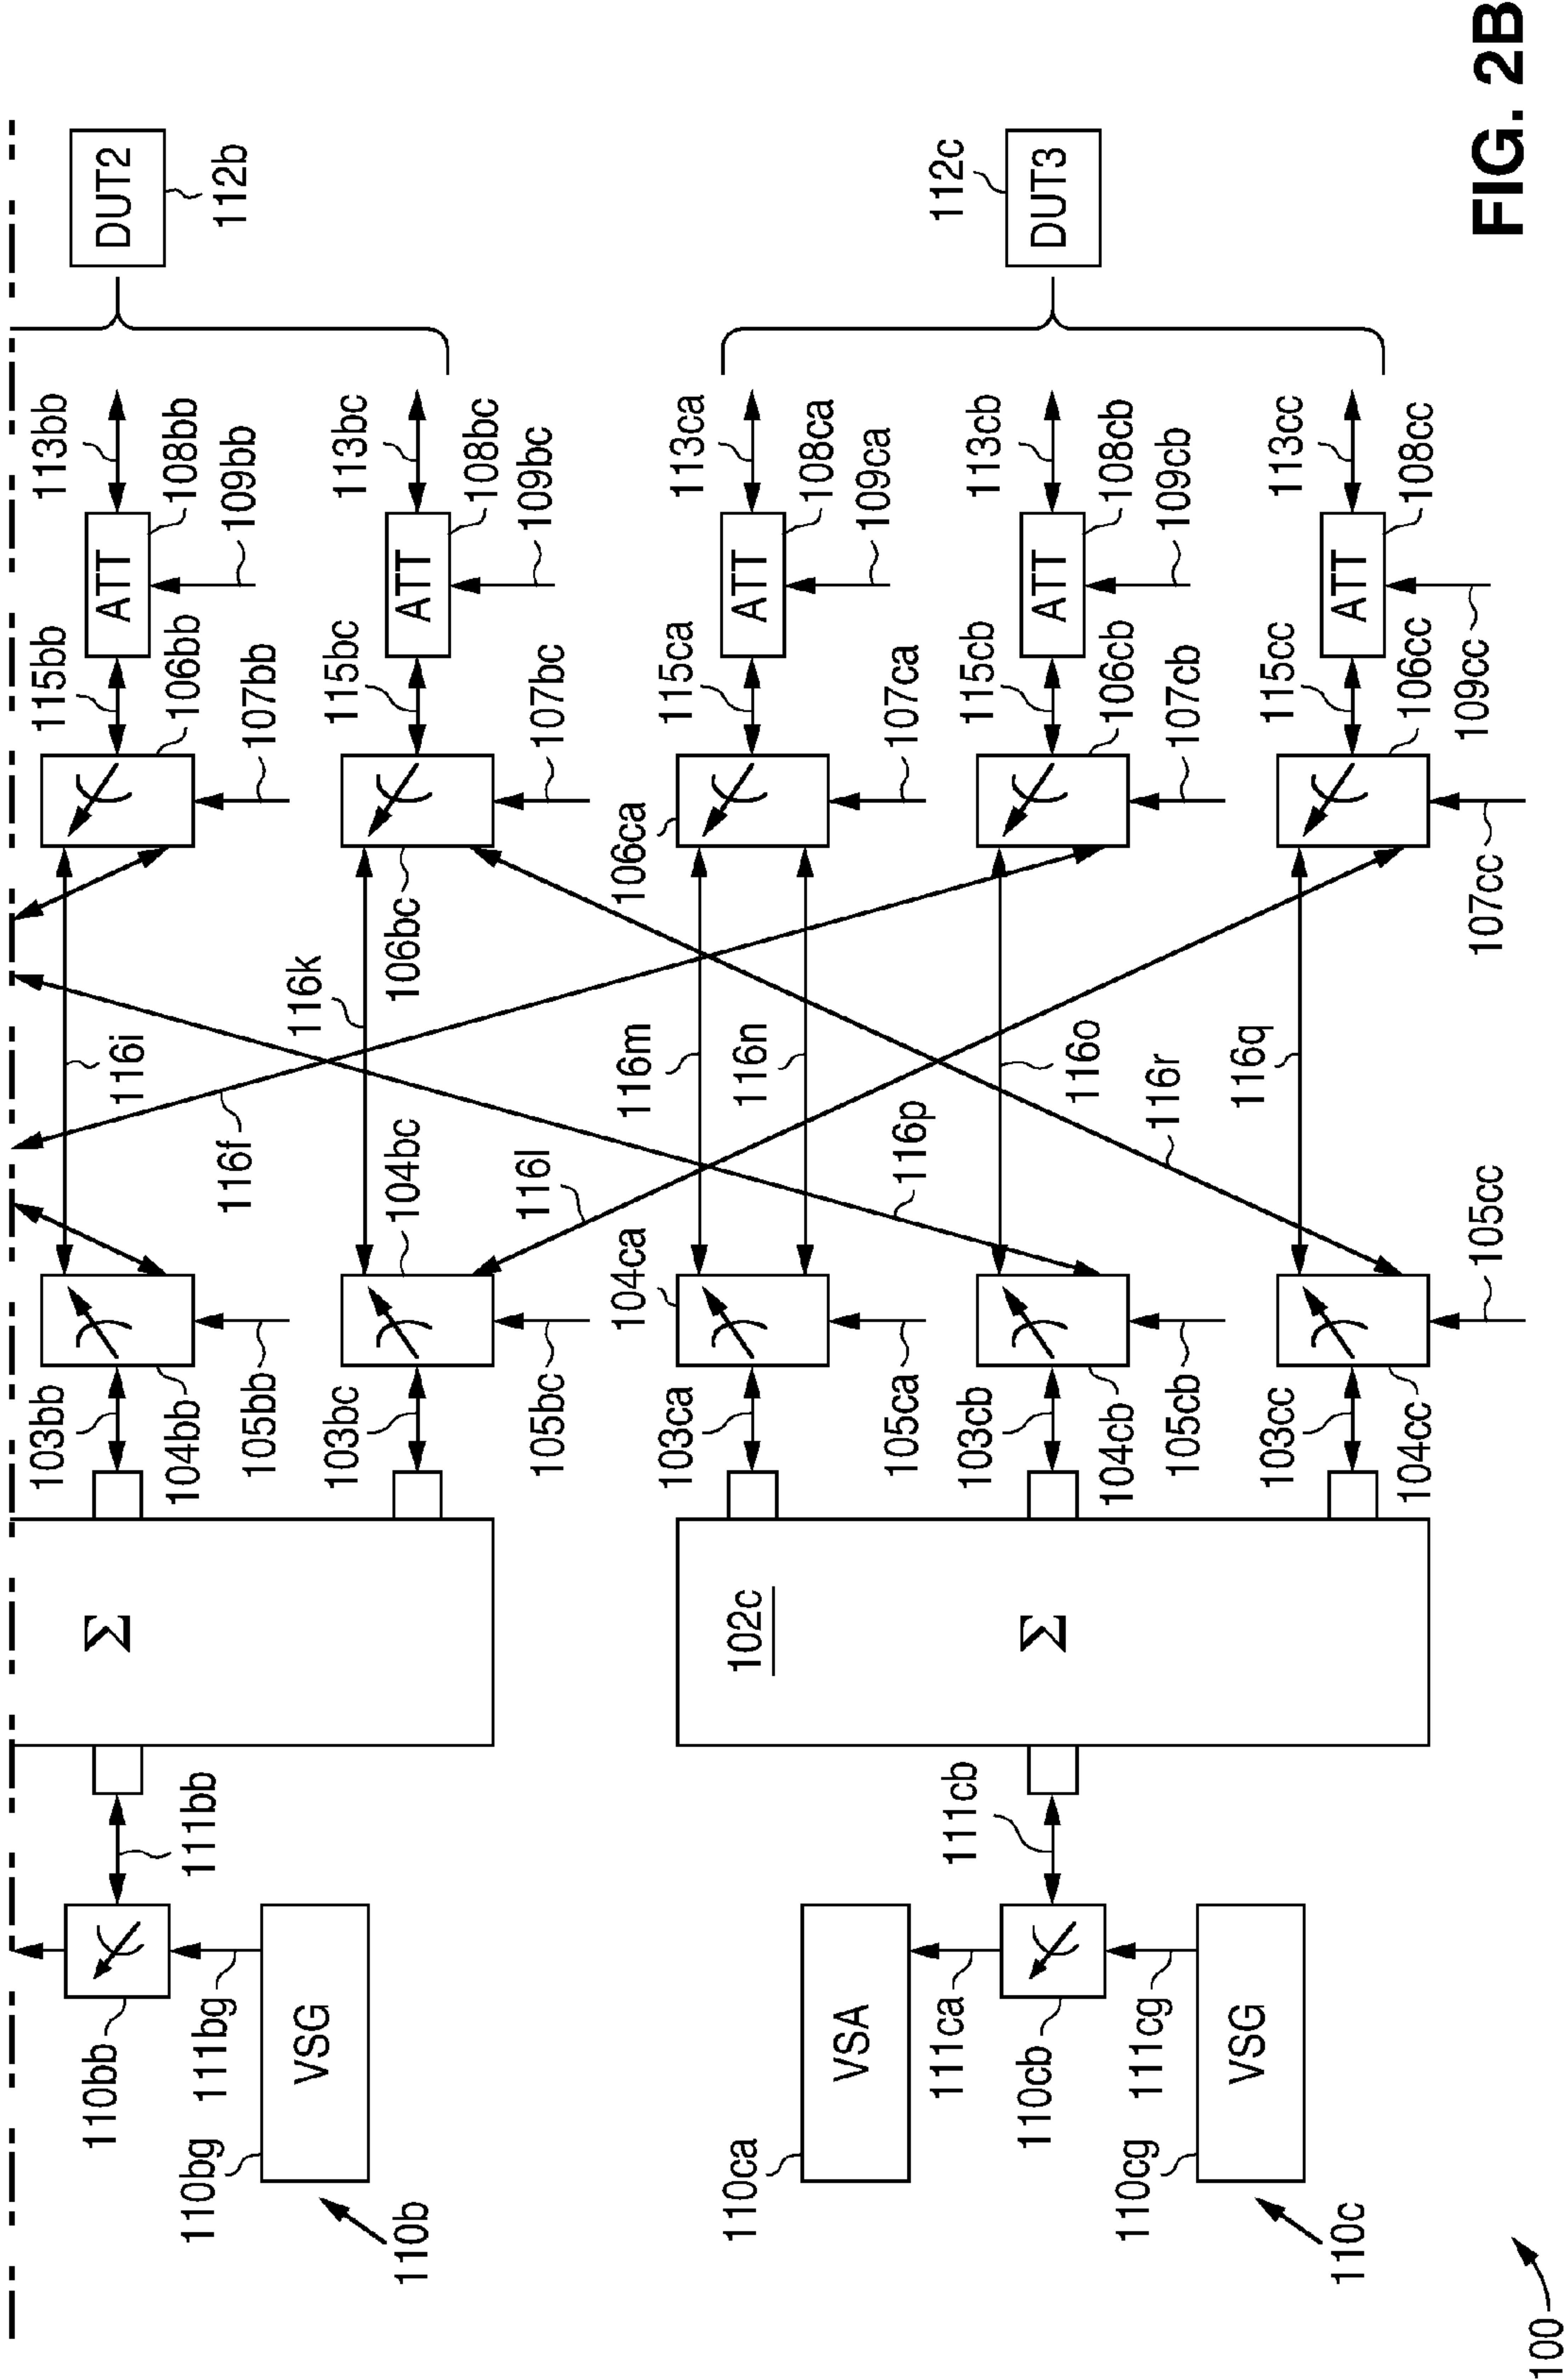 113bb
108bb
109bb
115bb
106bb
107bb
ATT
DUT2
112b
113bc
108bc
109bc
115bc
107bc
ATT
106bc
116i
116f
116k
104bc
116l
103bb
104bb
105bb
103bc
105bc
Σ
111bb
110bb
111bg
VSG
110bg
110b
113ca
108ca
109ca
115ca
107ca
ATT
106ca
DUT3
112c
113cb
108cb
109cb
115cb
106cb
107cb
ATT
113cc
108cc
109cc
115cc
106cc
107cc
ATT
116m
116n
116p
116o
116r
116q
104ca
103ca
105ca
103cb
104cb
105cb
103cc
104cc
105cc
102c
Σ
111cb
VSA
110ca
111ca
110cb
111cg
VSG
110cg
110c
100
FIG. 2B